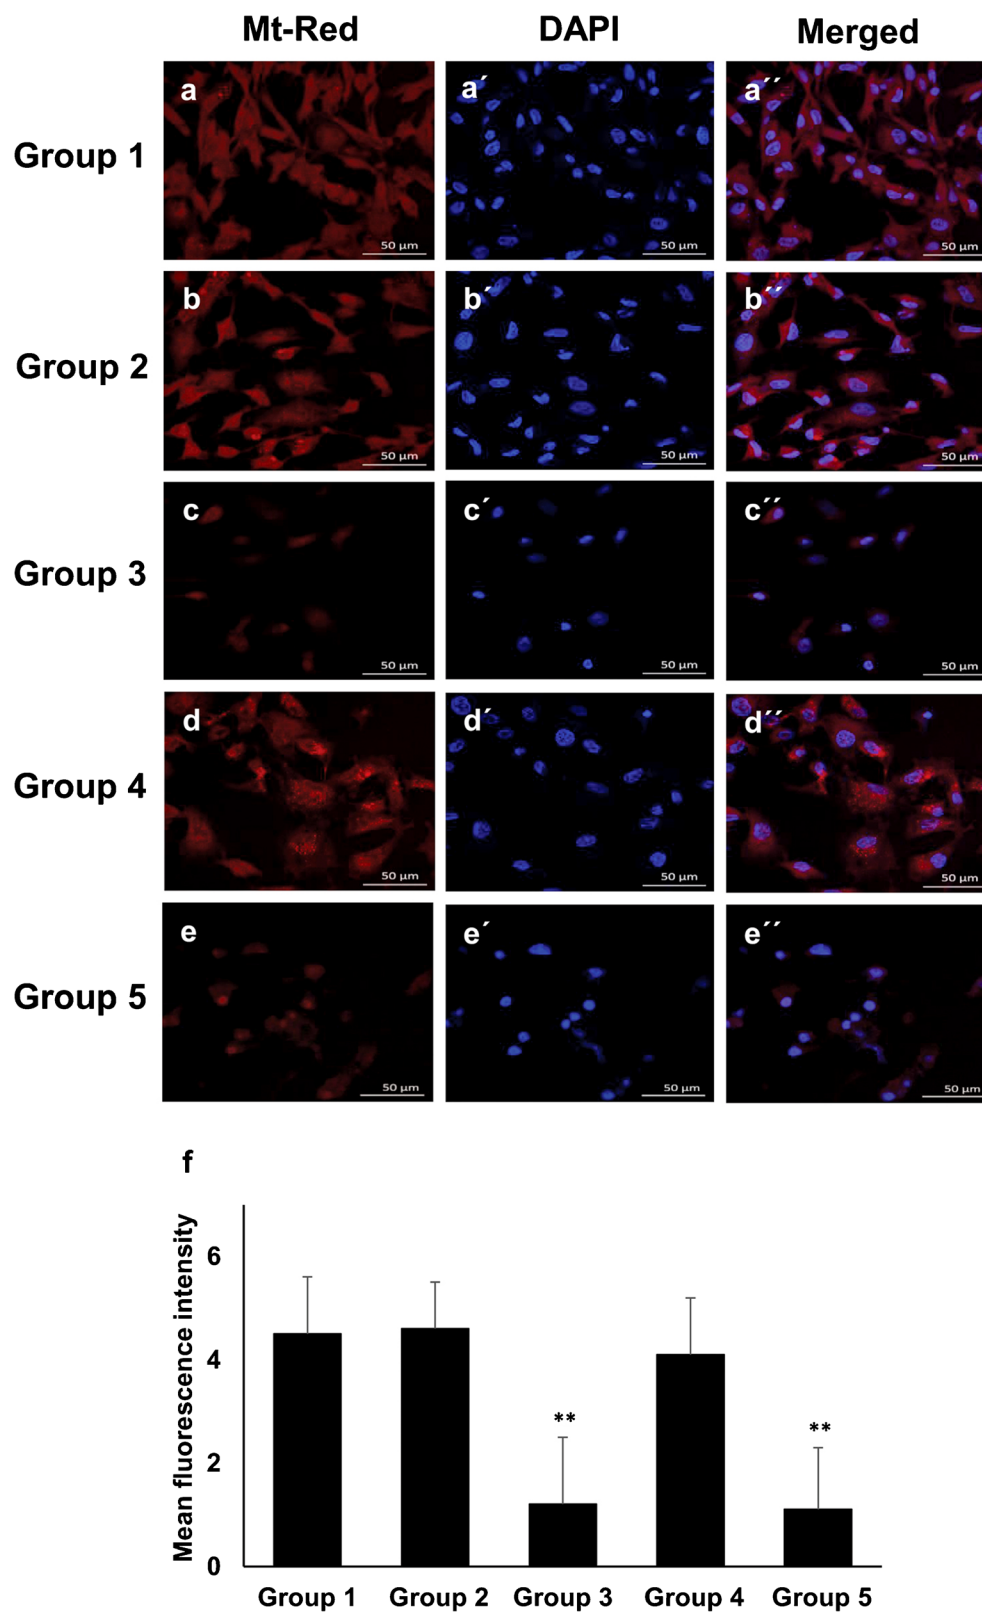 Mt-Red DAPI Merged
Group 1
a a´ a´´
50 µm 50 µm 50 µm
Group 2
b b´ b´´
50 µm 50 µm 50 µm
Group 3
c c´ c´´
50 µm 50 µm 50 µm
Group 4
d d´ d´´
50 µm 50 µm 50 µm
Group 5
e e´ e´´
50 µm 50 µm 50 µm
f
Mean fluorescence intensity
6
4
2
0
** **
Group 1 Group 2 Group 3 Group 4 Group 5